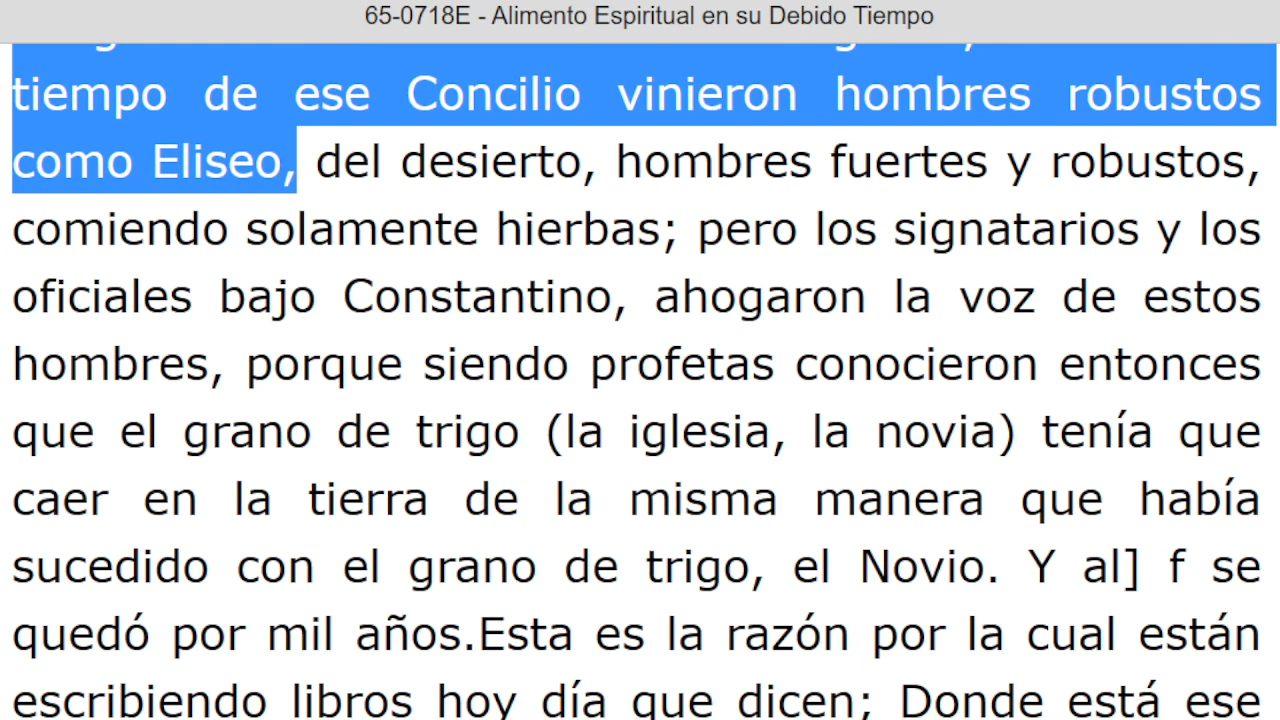 65-0718E - Alimento Espiritual en su Debido Tiempo
tiempo de ese Concilio vinieron hombres robustos
como Eliseo, del desierto, hombres fuertes y robustos,
comiendo solamente hierbas; pero los signatarios y los
oficiales bajo Constantino, ahogaron la voz de estos
hombres, porque siendo profetas conocieron entonces
que el grano de trigo (la iglesia, la novia) tenía que
caer en la tierra de la misma manera que había
sucedido con el grano de trigo, el Novio. Y al] f se
quedó por mil años.Esta es la razón por la cual están
escribiendo libros hoy día que dicen; Donde está ese